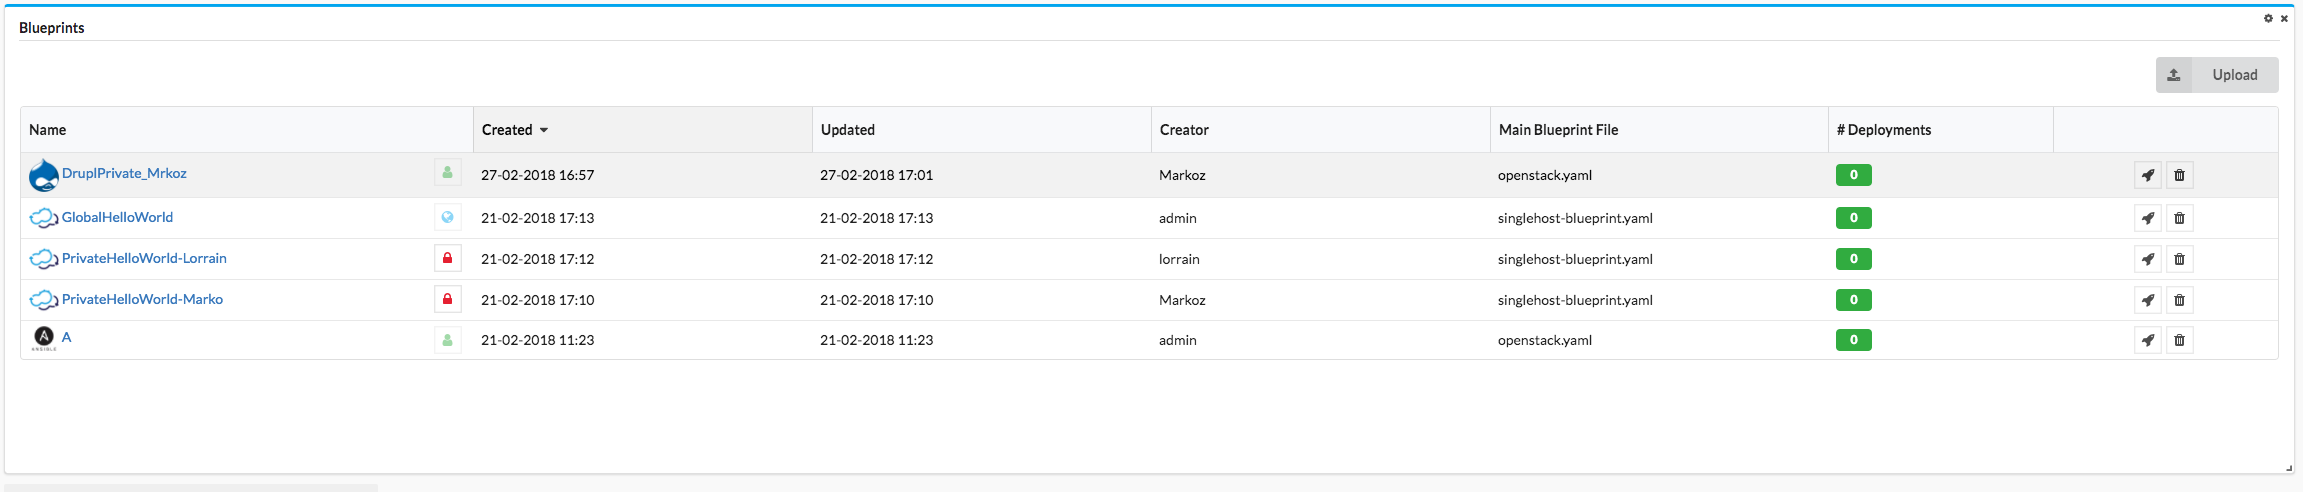 Blueprints
Upload
Name Created Updated Creator Main Blueprint File # Deployments
DruplPrivate_Mrkoz 27-02-2018 16:57 27-02-2018 17:01 Markoz openstack.yaml 0
GlobalHelloWorld 21-02-2018 17:13 21-02-2018 17:13 admin singlehost-blueprint.yaml 0
PrivateHelloWorld-Lorrain 21-02-2018 17:12 21-02-2018 17:12 lorrain singlehost-blueprint.yaml 0
PrivateHelloWorld-Marko 21-02-2018 17:10 21-02-2018 17:10 Markoz singlehost-blueprint.yaml 0
A A 21-02-2018 11:23 21-02-2018 11:23 admin openstack.yaml 0
ANSIBLE